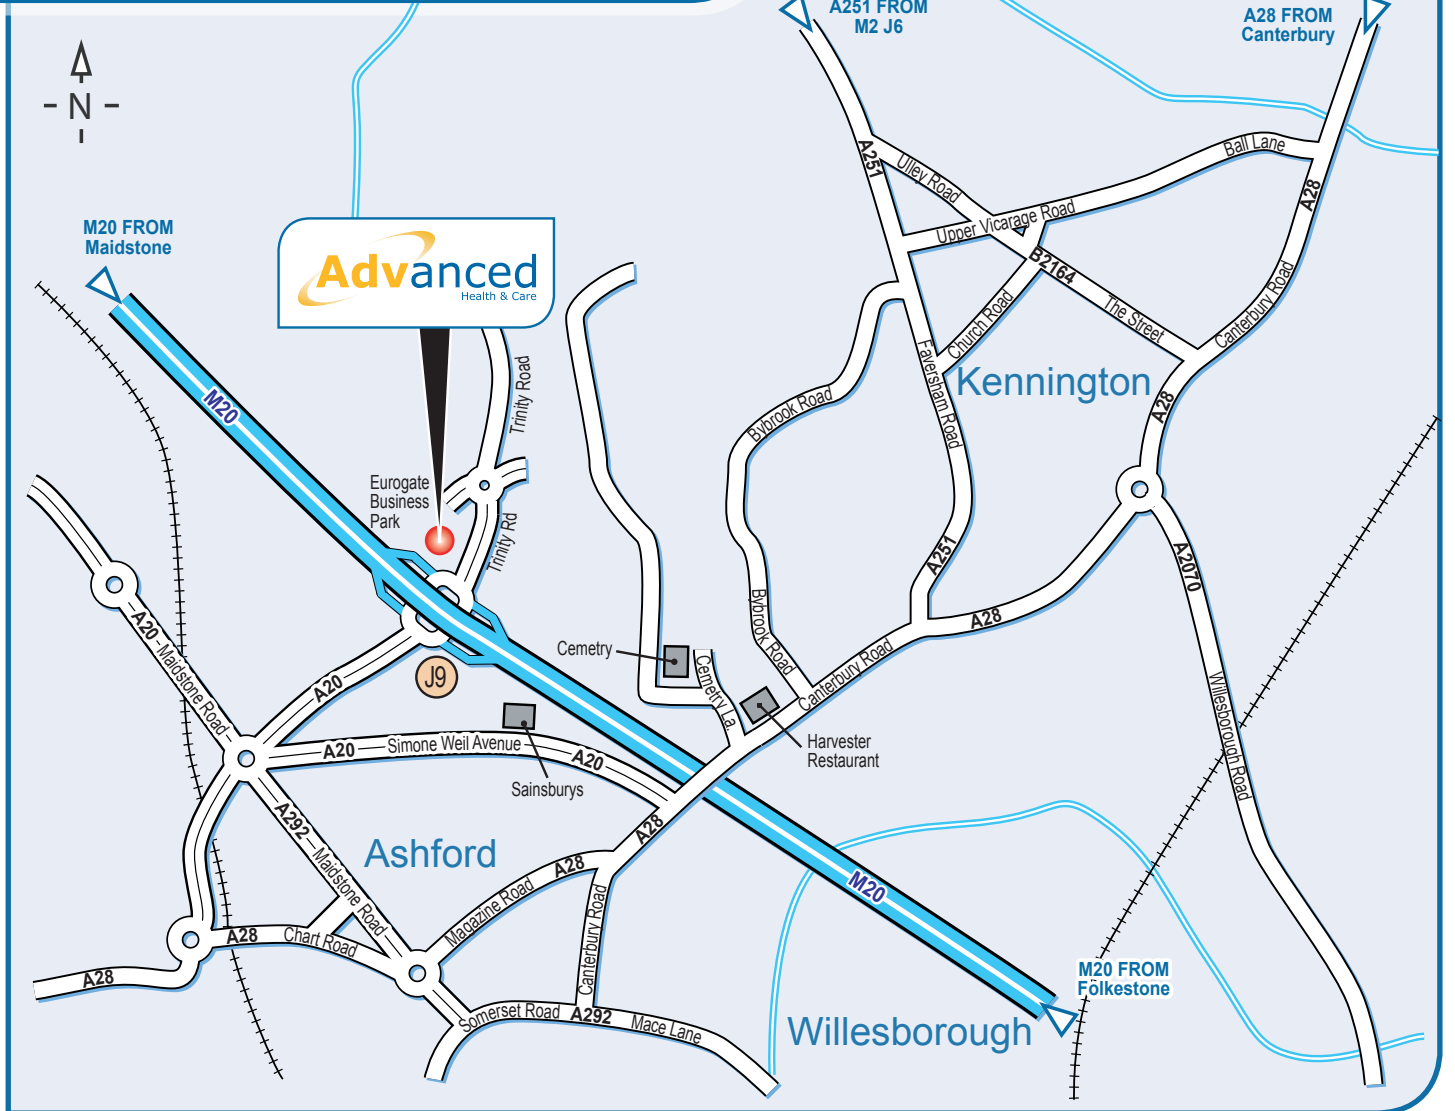 A251 FROM
M2 J6
A28 FROM
Canterbury
N
M20 FROM
Maidstone
Advanced
Health & Care
A251
Ulley Road
Ball Lane
A28
Upper Vicarage Road
B2164
The Street
Canterbury Road
Church Road
Faversham Road
Kennington
A28
Bybrook Road
Trinity Road
M20
Eurogate
Business
Park
Trinity Rd
A251
A2070
A28
Bybrook Road
A20
Maidstone Road
Cemetry
Cemetry La.
Canterbury Road
J9
A20
Willesborough Road
Harvester
Restaurant
A20
Simone Weil Avenue
A20
Sainsburys
A292
Maidstone Road
Ashford
A28
A28
Magazine Road
M20
Canterbury Road
A28
Chart Road
A28
M20 FROM
Fölkestone
Somerset Road
A292
Mace Lane
Willesborough